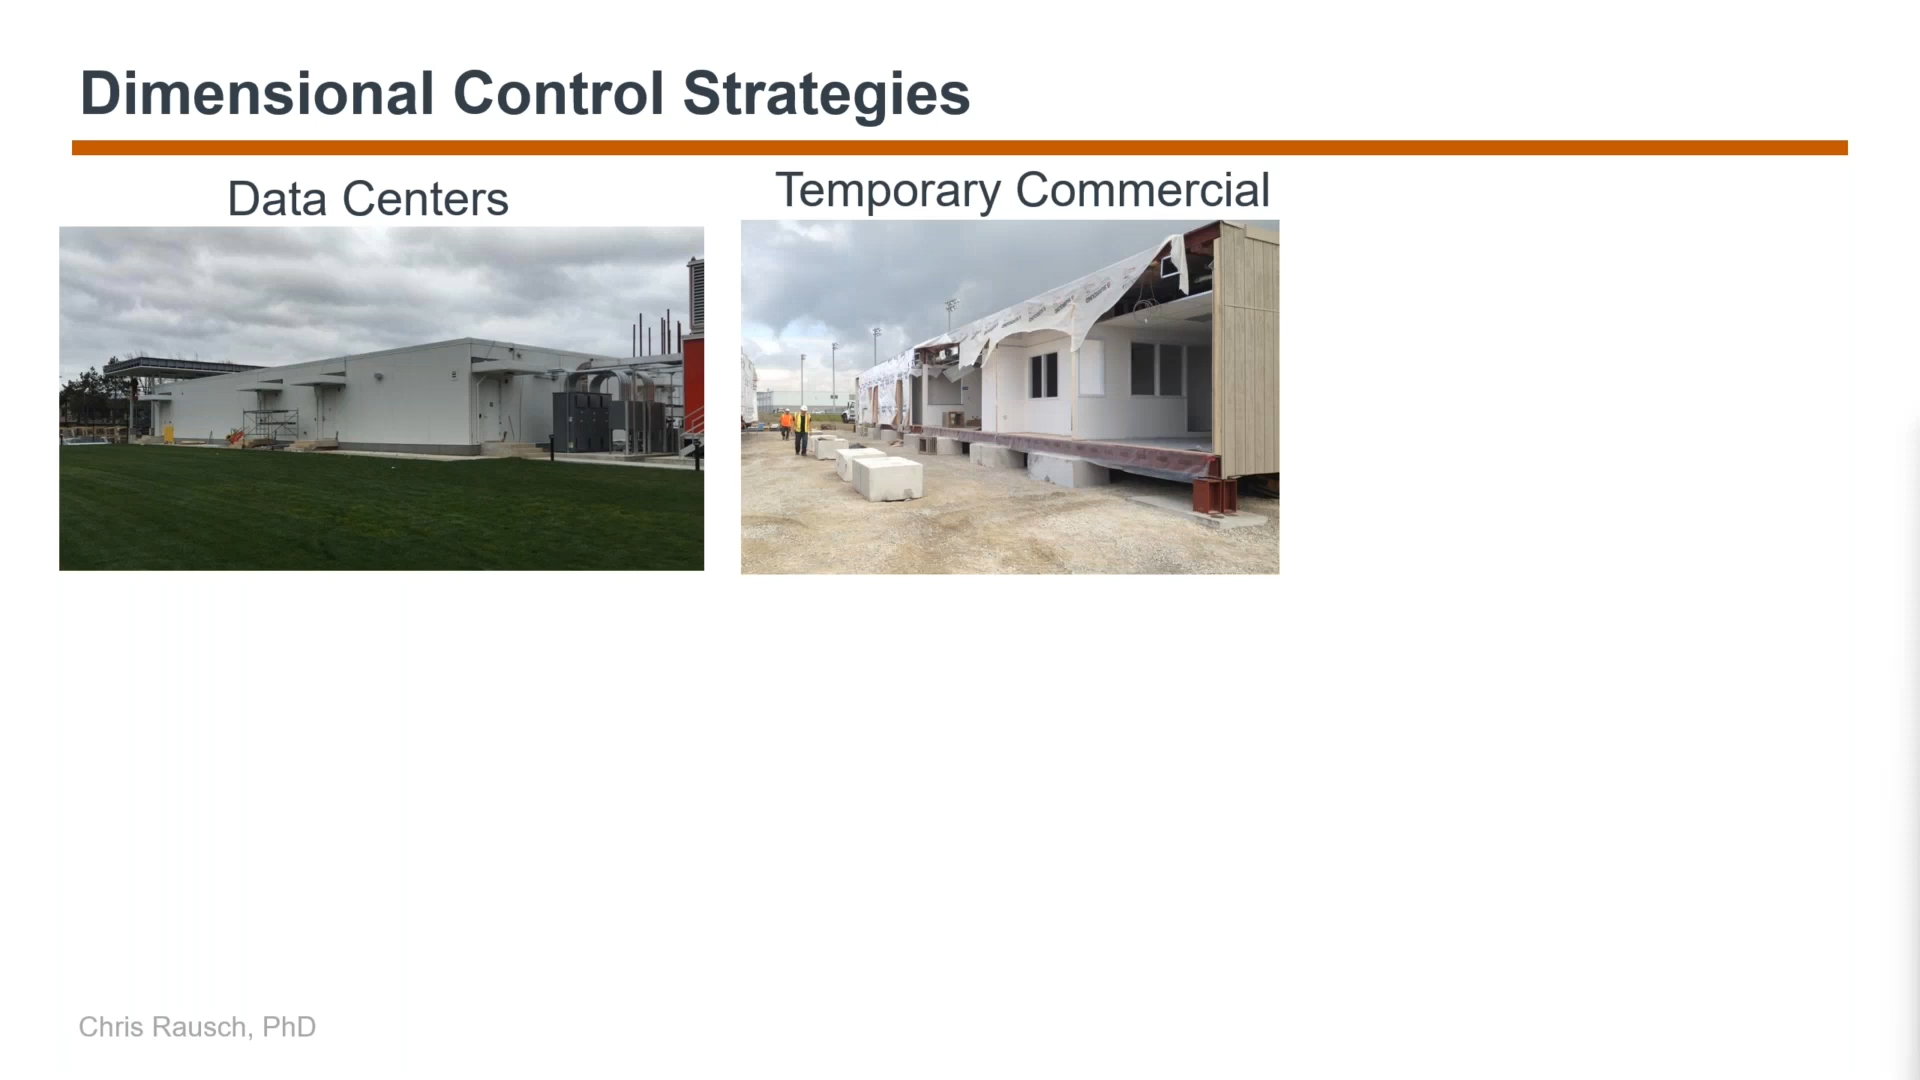 Dimensional Control Strategies
Data Centers
Temporary Commercial
Chris Rausch, PhD